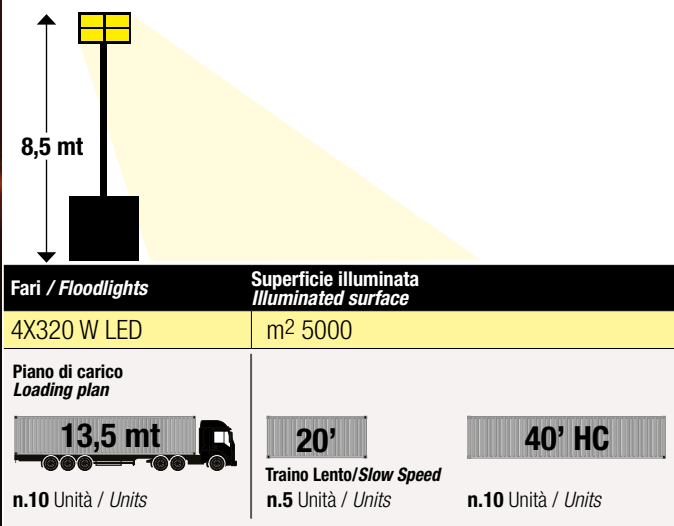 8,5 mt
Fari / Floodlights
Superficie illuminata
Illuminated surface
4X320 W LED
m² 5000
Piano di carico
Loading plan
13,5 mt
n.10 Unità / Units
20’
Traino Lento/Slow Speed
n.5 Unità / Units
40’ HC
n.10 Unità / Units